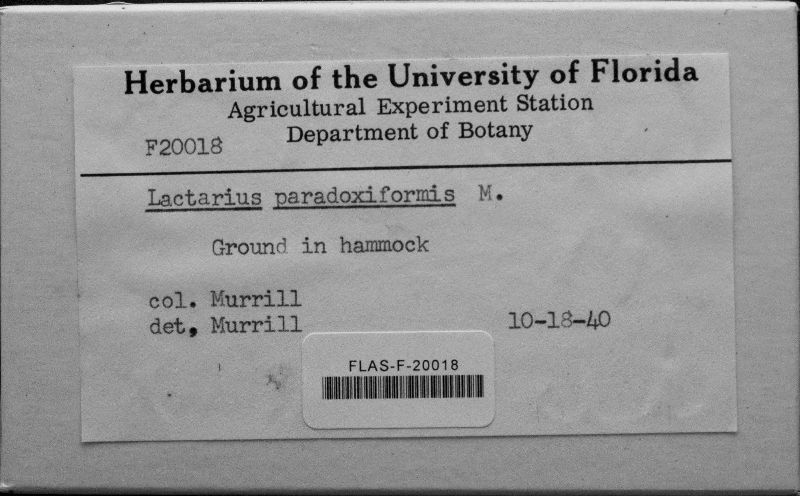 Herbarium of the University of Florida
Agricultural Experiment Station
Department of Botany
F20018
Lactarius paradoxiformis M.
Ground in hammock
col. Murrill
det, Murrill 10-18-40
FLAS-F-20018